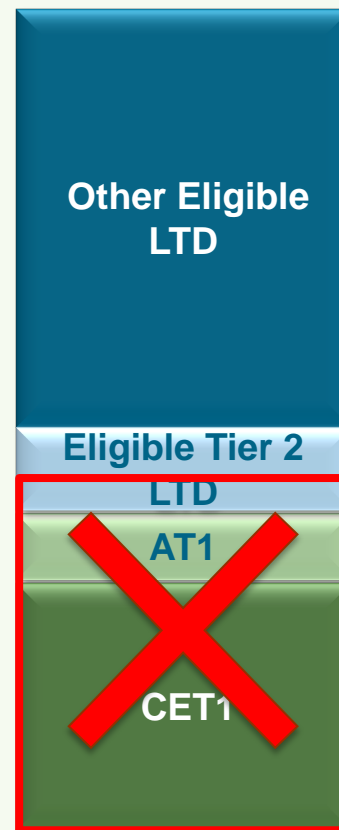 Other Eligible
LTD
Eligible Tier 2
LTD
AT1
CET1